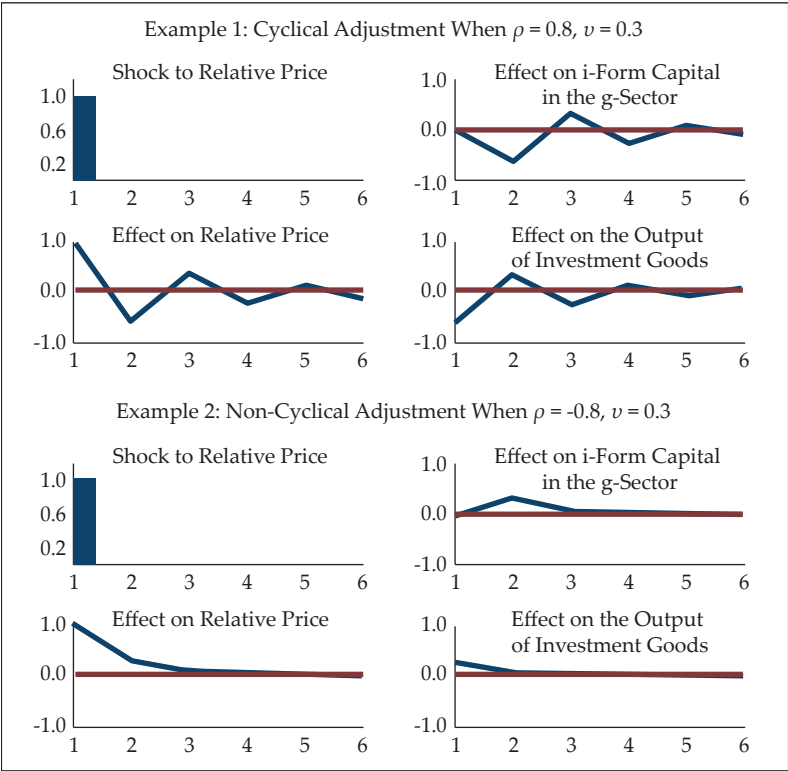 Example 1: Cyclical Adjustment When ρ = 0.8, υ = 0.3
Shock to Relative Price
1.0
0.6
0.2
1 2 3 4 5 6
Effect on i-Form Capital
in the g-Sector
1.0
0.0
-1.0
1 2 3 4 5 6
Effect on Relative Price
1.0
0.0
-1.0
1 2 3 4 5 6
Effect on the Output
of Investment Goods
1.0
0.0
-1.0
1 2 3 4 5 6
Example 2: Non-Cyclical Adjustment When ρ = -0.8, υ = 0.3
Shock to Relative Price
1.0
0.6
0.2
1 2 3 4 5 6
Effect on i-Form Capital
in the g-Sector
1.0
0.0
-1.0
1 2 3 4 5 6
Effect on Relative Price
1.0
0.0
-1.0
1 2 3 4 5 6
Effect on the Output
of Investment Goods
1.0
0.0
-1.0
1 2 3 4 5 6